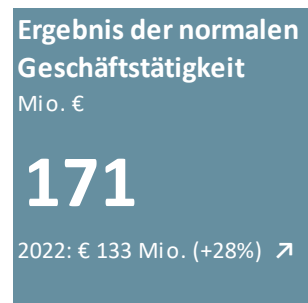 Ergebnis der normalen
Geschäftstätigkeit
Mio. €
171
2022: € 133 Mio. (+28%) ↗